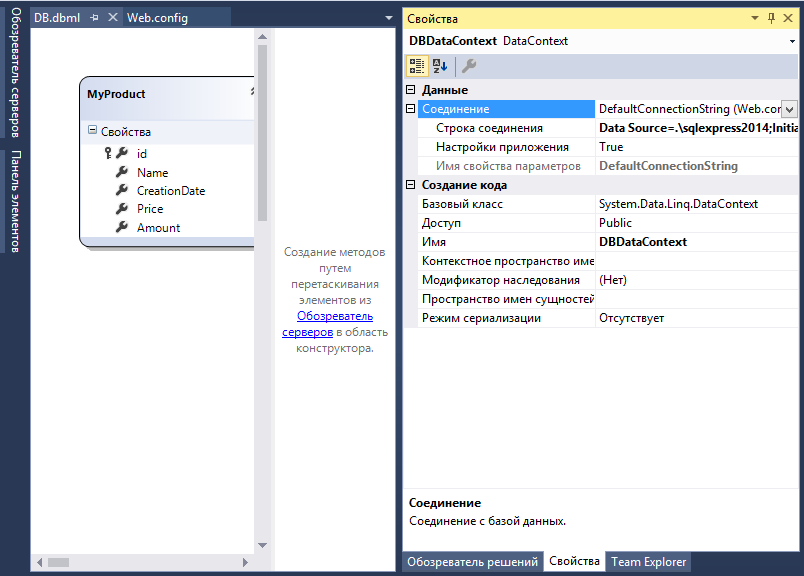 Обозреватель серверов
Панель элементов
DB.dbml
Web.config
MyProduct
Свойства
id
Name
CreationDate
Price
Amount
Создание методов
путем
перетаскивания
элементов из
Обозреватель
серверов в область
конструктора.
Свойства
DBDataContext DataContext
Данные
Соединение DefaultConnectionString (Web.con
Строка соединения Data Source=.\sqlexpress2014;Initia
Настройки приложения True
Имя свойства параметров DefaultConnectionString
Создание кода
Базовый класс System.Data.Linq.DataContext
Доступ Public
Имя DBDataContext
Контекстное пространство име
Модификатор наследования (Нет)
Пространство имен сущностей
Режим сериализации Отсутствует
Соединение
Соединение с базой данных.
Обозреватель решений Свойства Team Explorer